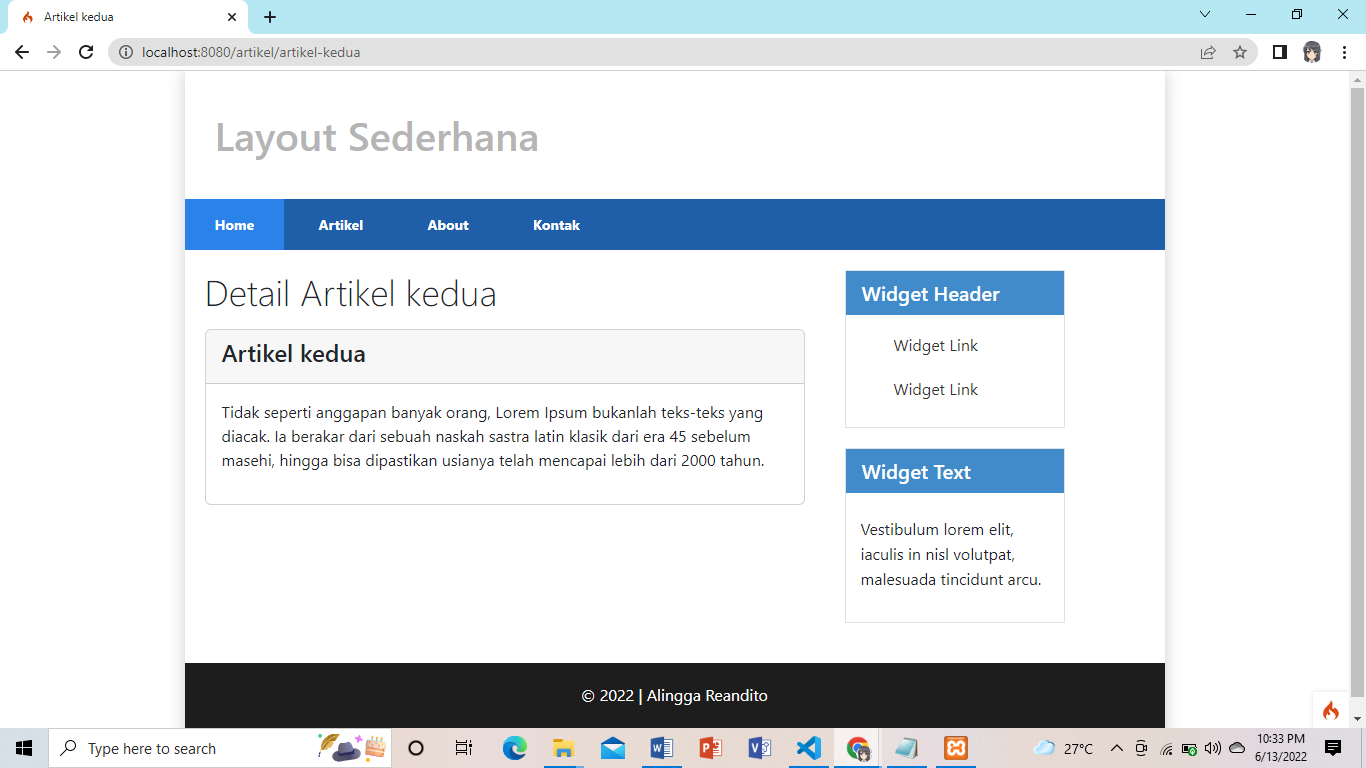 Artikel kedua
localhost:8080/artikel/artikel-kedua
Layout Sederhana
Home Artikel About Kontak
Detail Artikel kedua
Artikel kedua
Tidak seperti anggapan banyak orang, Lorem Ipsum bukanlah teks-teks yang
diacak. Ia berakar dari sebuah naskah sastra latin klasik dari era 45 sebelum
masehi, hingga bisa dipastikan usianya telah mencapai lebih dari 2000 tahun.
Widget Header
Widget Link
Widget Link
Widget Text
Vestibulum lorem elit,
iaculis in nisl volutpat,
malesuada tincidunt arcu.
© 2022 | Alingga Reandito
Type here to search
27°C
10:33 PM
6/13/2022